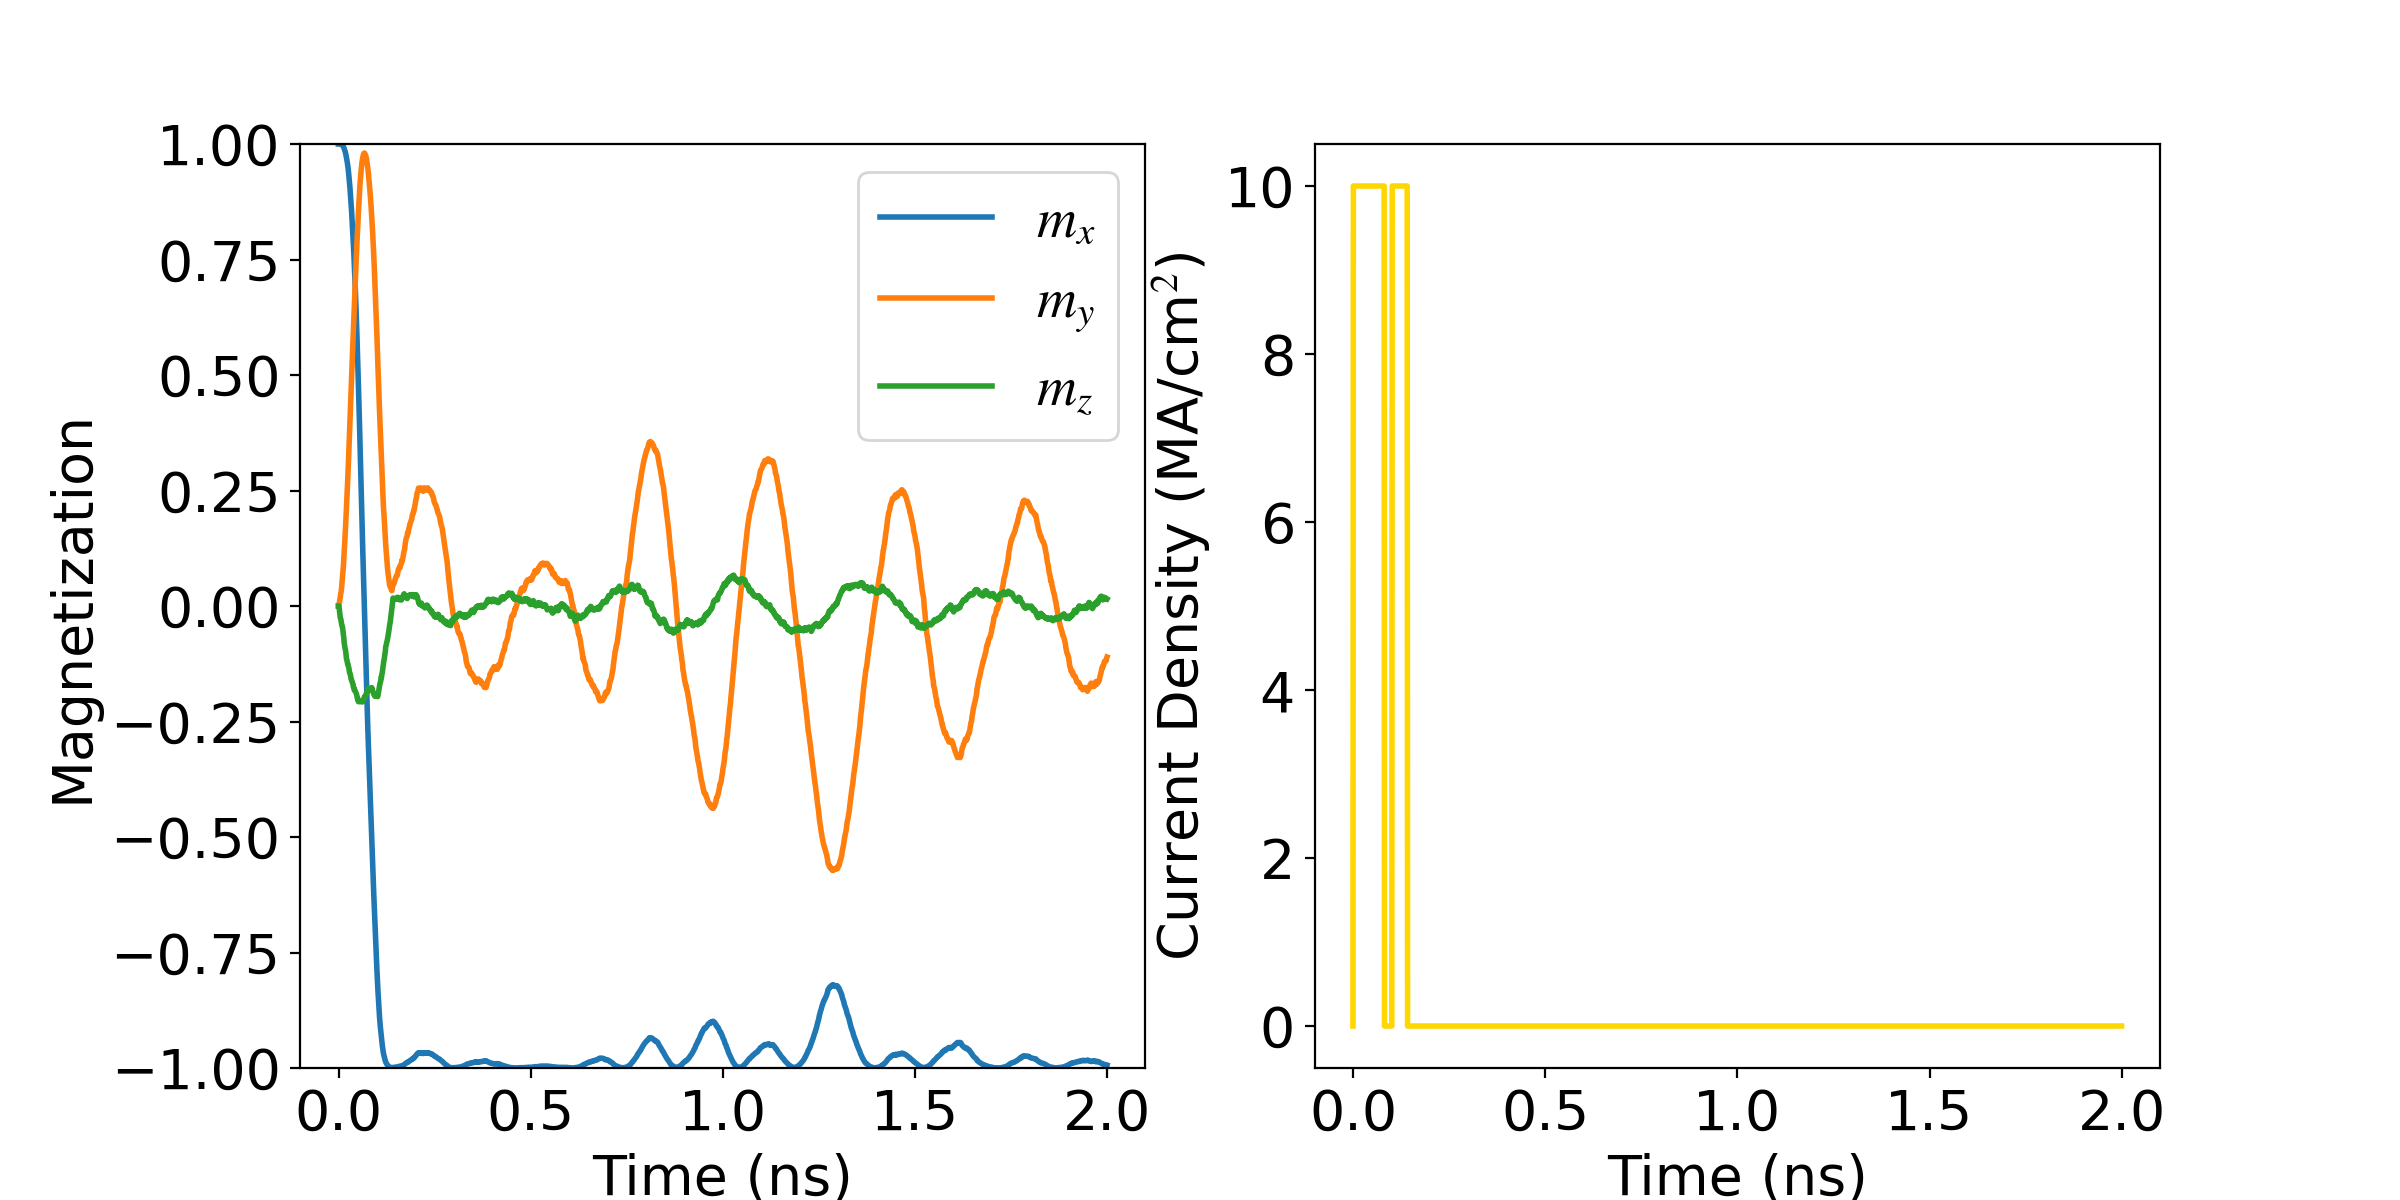 Magnetization
1.00
0.75
0.50
0.25
0.00
−0.25
−0.50
−0.75
−1.00
0.0 0.5 1.0 1.5 2.0
Time (ns)
m_x
m_y
m_z
Current Density (MA/cm²)
10
8
6
4
2
0
0.0 0.5 1.0 1.5 2.0
Time (ns)